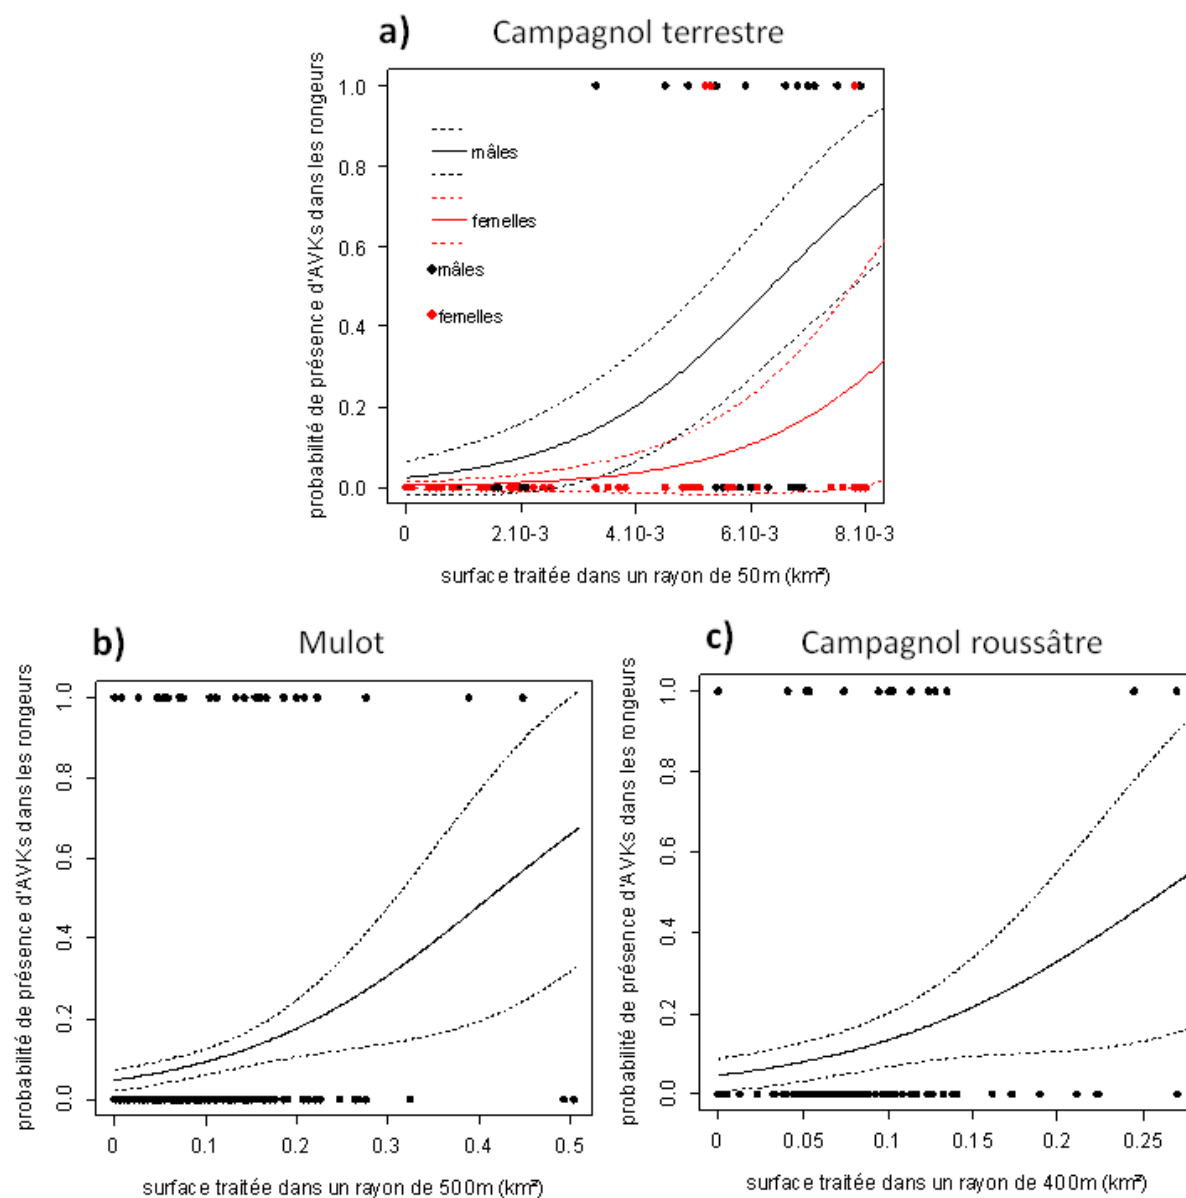 a) Campagnol terrestre
probabilité de présence d'AVKs dans les rongeurs
1.0
0.8
0.6
0.4
0.2
0.0
mâles
femelles
mâles
femelles
0 2.10-3 4.10-3 6.10-3 8.10-3
surface traitée dans un rayon de 50m (km²)
b) Mulot
probabilité de présence d'AVKs dans les rongeurs
1.0
0.8
0.6
0.4
0.2
0.0
0 0.1 0.2 0.3 0.4 0.5
surface traitée dans un rayon de 500m (km²)
c) Campagnol roussâtre
probabilité de présence d'AVKs dans les rongeurs
1.0
0.8
0.6
0.4
0.2
0.0
0 0.05 0.1 0.15 0.2 0.25
surface traitée dans un rayon de 400m (km²)